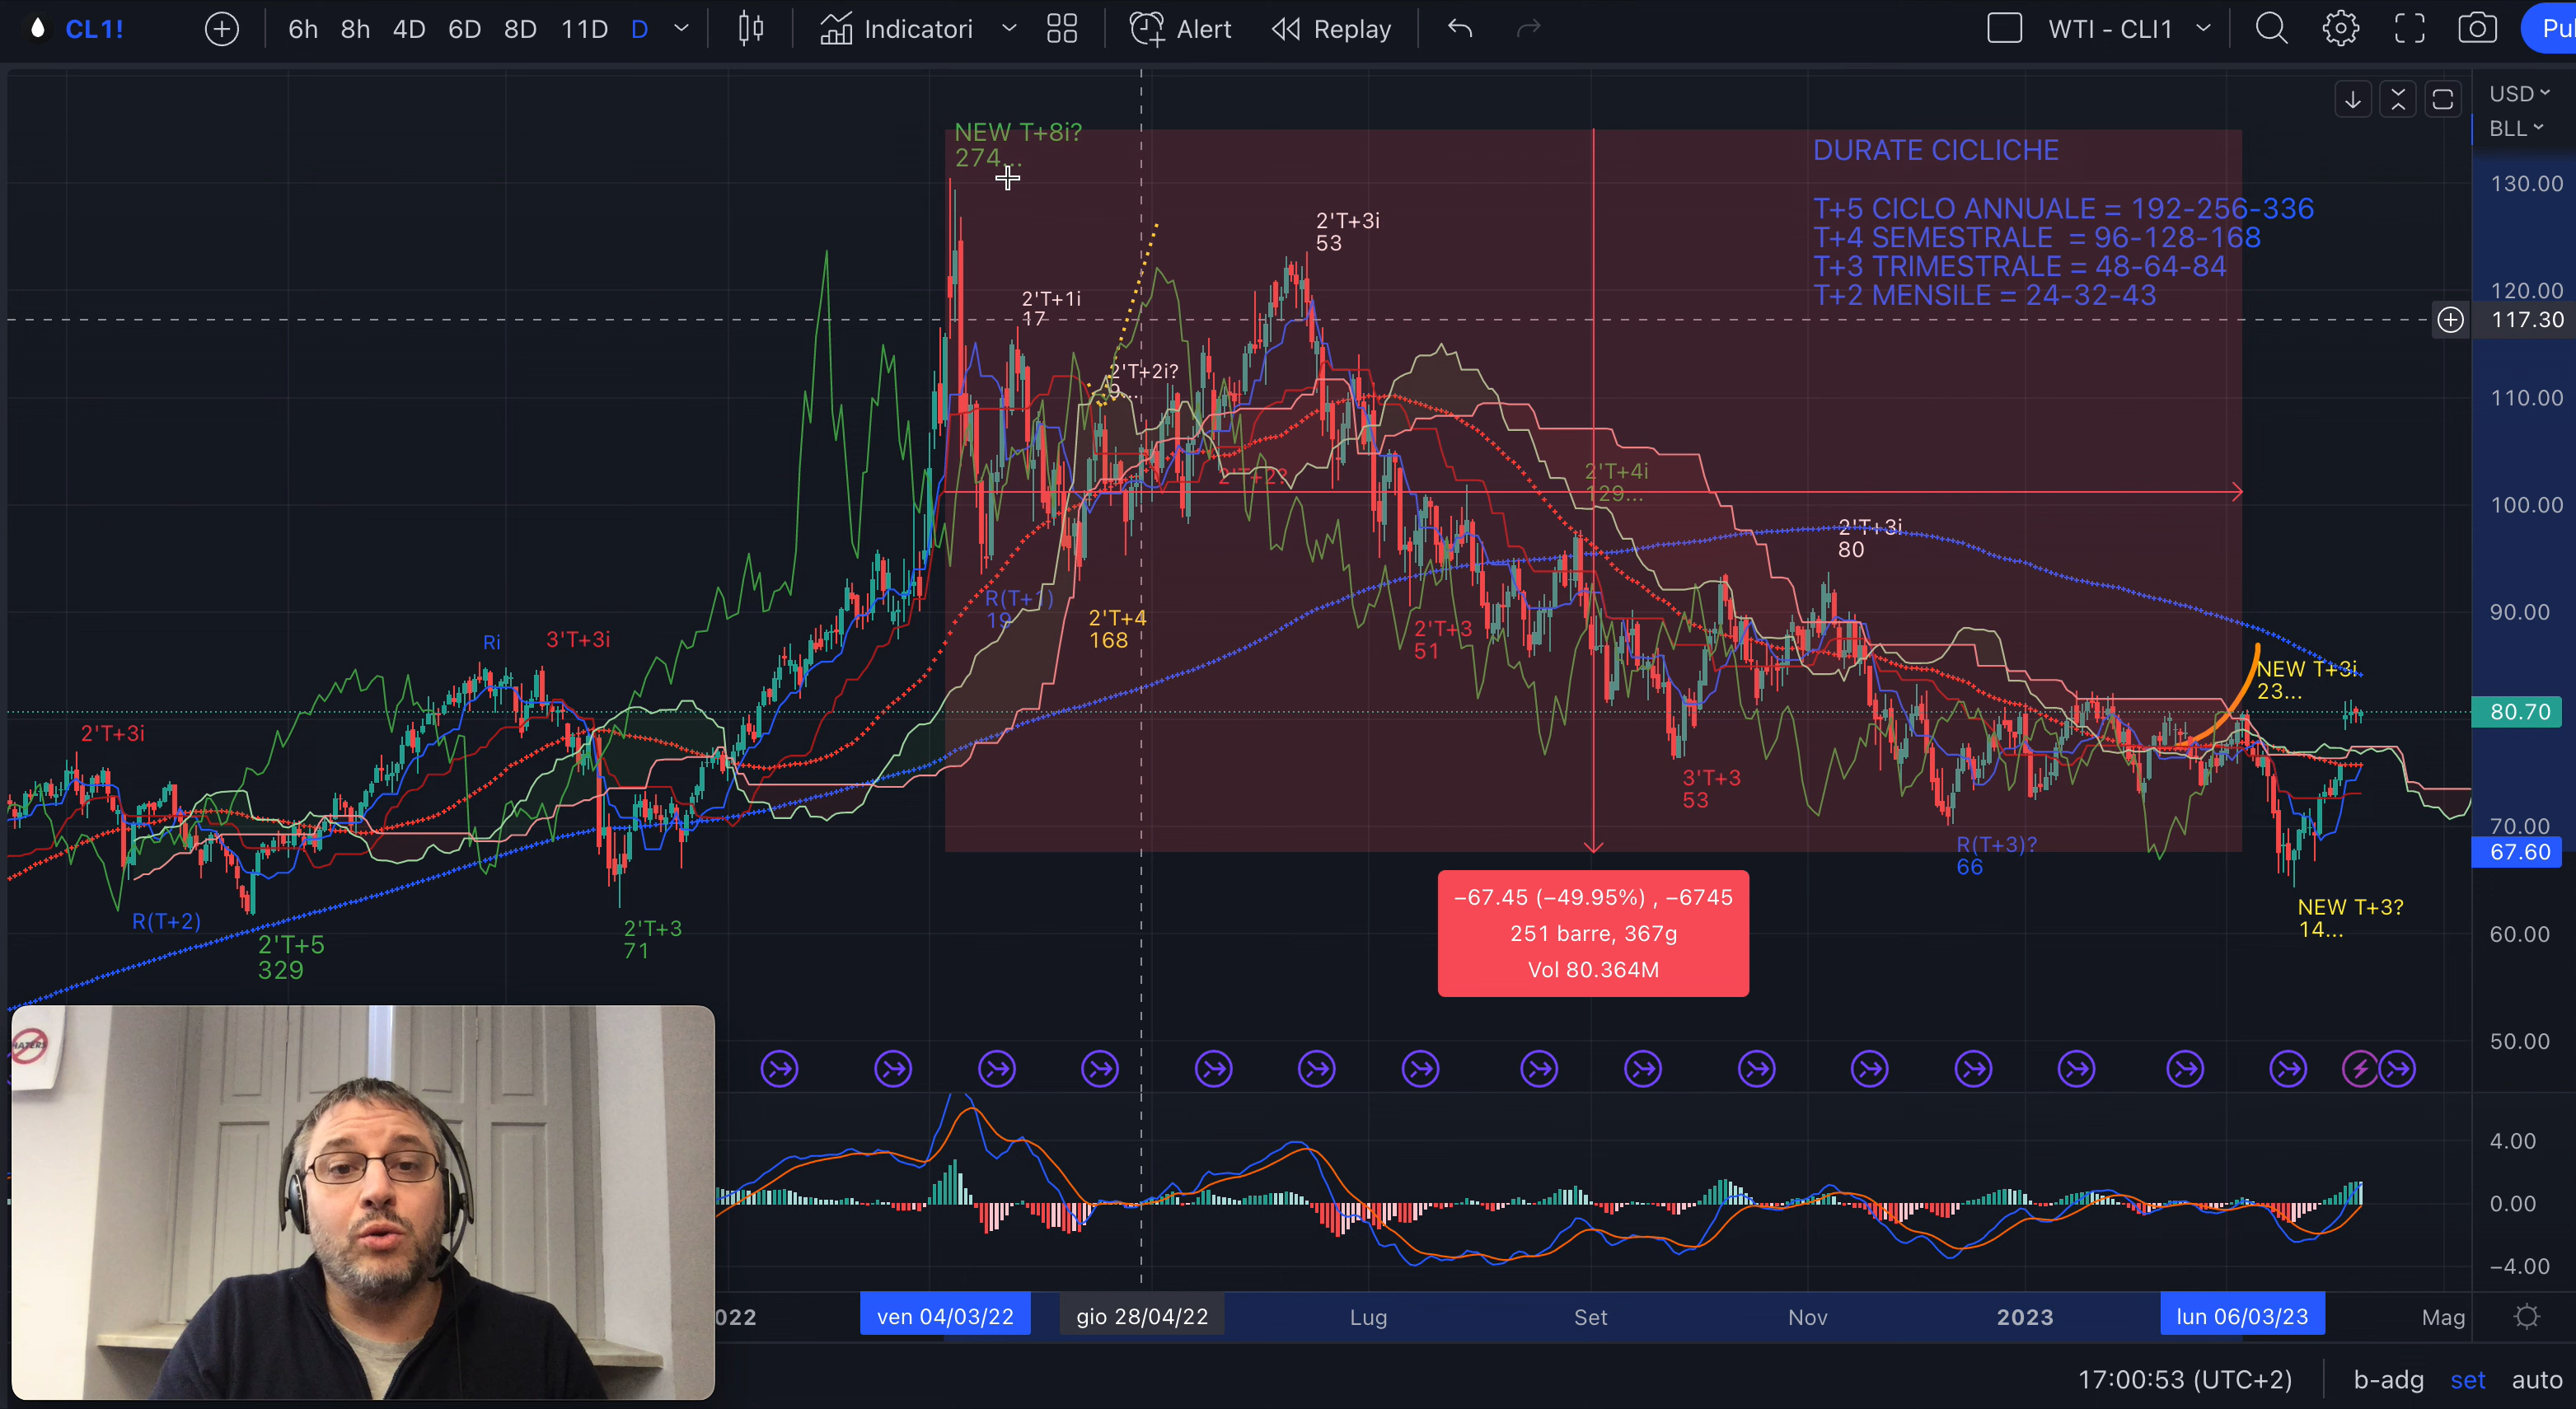 CL1!
6h 8h 4D 6D 8D 11D D
Indicatori
Alert
Replay
WTI - CLI1
USD
BLL
NEW T+8i?
274...
DURATE CICLICHE
T+5 CICLO ANNUALE = 192-256-336
T+4 SEMESTRALE = 96-128-168
T+3 TRIMESTRALE = 48-64-84
T+2 MENSILE = 24-32-43
130.00
120.00
117.30
110.00
100.00
90.00
80.70
70.00
67.60
60.00
50.00
4.00
0.00
−4.00
2'T+3i
53
2'T+1i
17
2'T+2i?
9...
2'T+2?
2'T+4i
129...
2'T+3i
80
R(T+1)
19
2'T+4
168
2'T+3
51
Ri
3'T+3i
2'T+3i
NEW T+3i
23...
3'T+3
53
R(T+3)?
66
NEW T+3?
14...
R(T+2)
2'T+5
329
2'T+3
71
−67.45 (−49.95%) , −6745
251 barre, 367g
Vol 80.364M
HATERS
022
ven 04/03/22
gio 28/04/22
Lug
Set
Nov
2023
lun 06/03/23
Mag
17:00:53 (UTC+2)
b-adg
set
auto